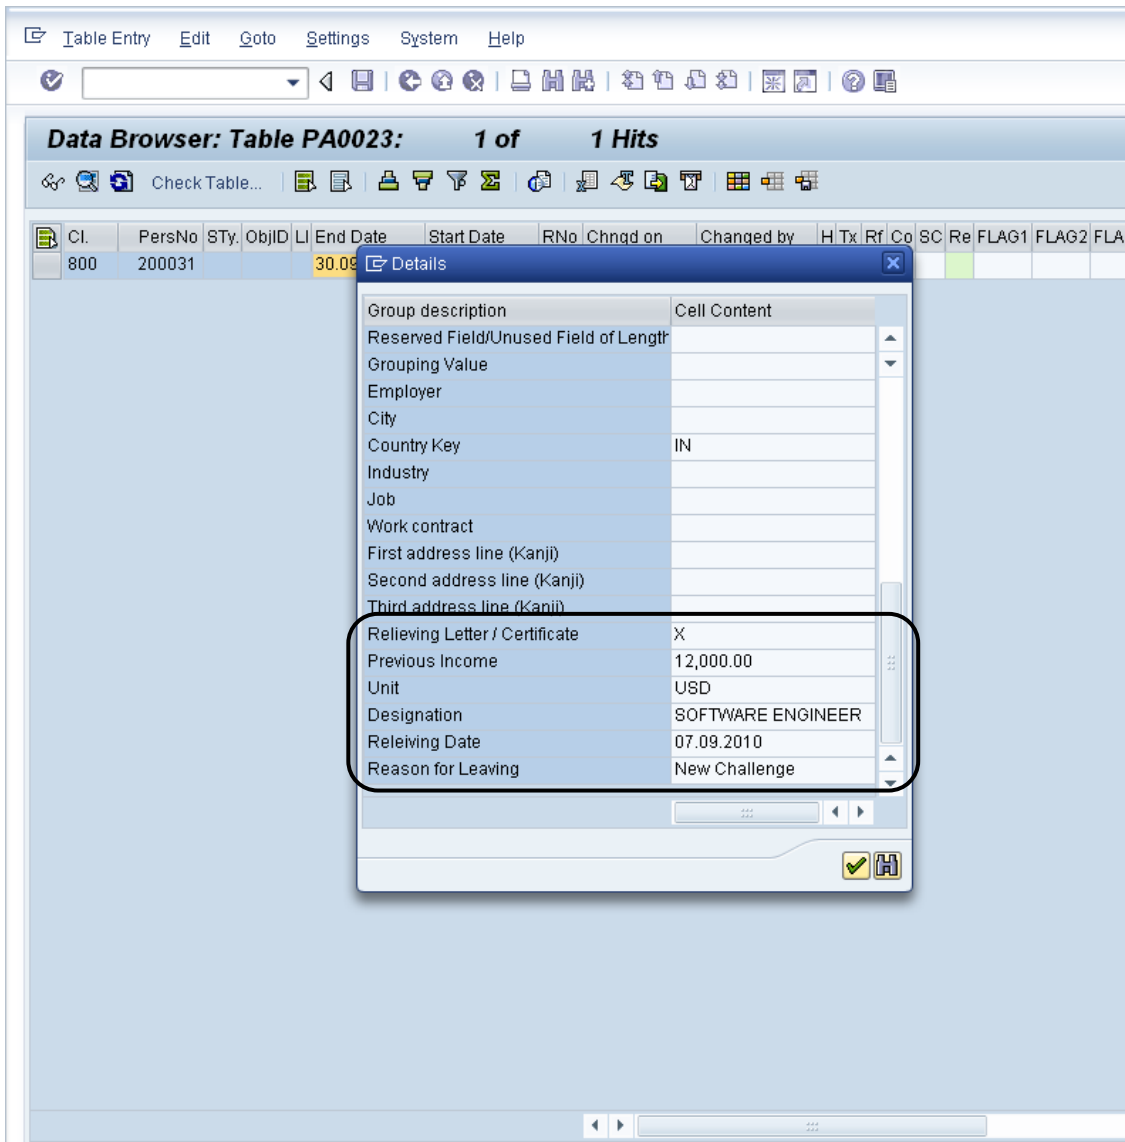 Table Entry Edit Goto Settings System Help
Data Browser: Table PA0023: 1 of 1 Hits
Check Table...
Cl. PersNo STy. ObjID LI End Date Start Date RNo Chngd on Changed by H Tx Rf Co SC Re FLAG1 FLAG2 FLA
800 200031 30.09
Details
Group description Cell Content
Reserved Field/Unused Field of Length
Grouping Value
Employer
City
Country Key IN
Industry
Job
Work contract
First address line (Kanji)
Second address line (Kanji)
Third address line (Kanji)
Relieving Letter / Certificate X
Previous Income 12,000.00
Unit USD
Designation SOFTWARE ENGINEER
Releiving Date 07.09.2010
Reason for Leaving New Challenge